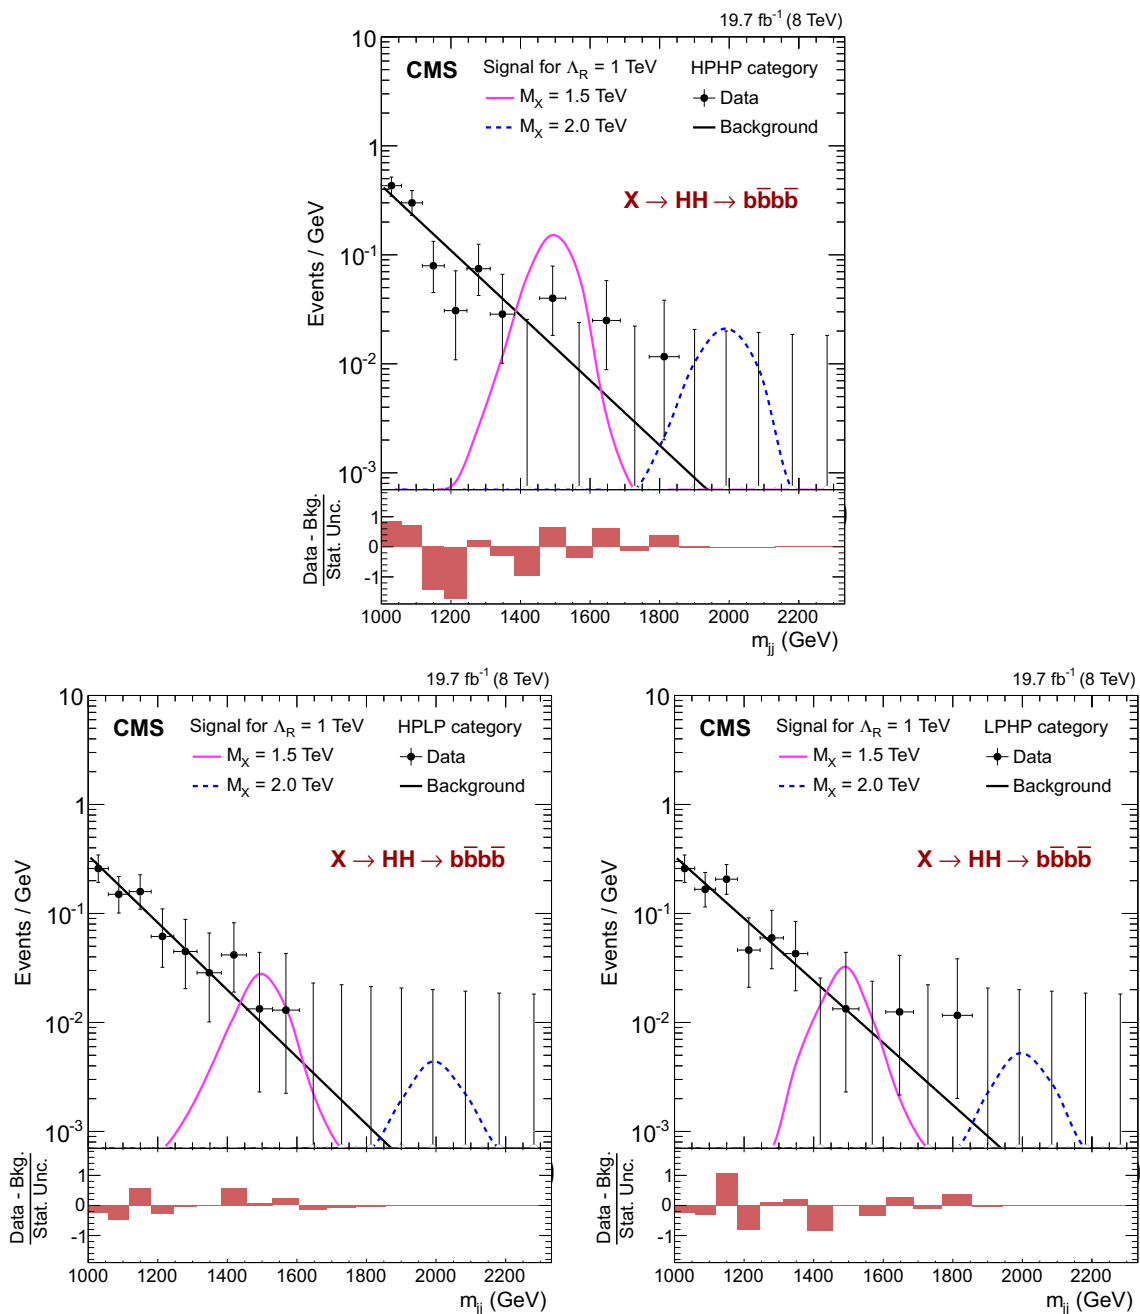 19.7 fb⁻¹ (8 TeV)
10
CMS Signal for Λ_R = 1 TeV HPHP category
M_X = 1.5 TeV Data
M_X = 2.0 TeV Background
1
X → HH → bb̄bb̄
10⁻¹
10⁻²
10⁻³
Events / GeV
1
0
-1
Data - Bkg.
Stat. Unc.
1000 1200 1400 1600 1800 2000 2200
m_jj (GeV)
19.7 fb⁻¹ (8 TeV)
10
CMS Signal for Λ_R = 1 TeV HPLP category
M_X = 1.5 TeV Data
M_X = 2.0 TeV Background
1
X → HH → bb̄bb̄
10⁻¹
10⁻²
10⁻³
Events / GeV
1
0
-1
Data - Bkg.
Stat. Unc.
1000 1200 1400 1600 1800 2000 2200
m_jj (GeV)
19.7 fb⁻¹ (8 TeV)
10
CMS Signal for Λ_R = 1 TeV LPHP category
M_X = 1.5 TeV Data
M_X = 2.0 TeV Background
1
X → HH → bb̄bb̄
10⁻¹
10⁻²
10⁻³
Events / GeV
1
0
-1
Data - Bkg.
Stat. Unc.
1000 1200 1400 1600 1800 2000 2200
m_jj (GeV)